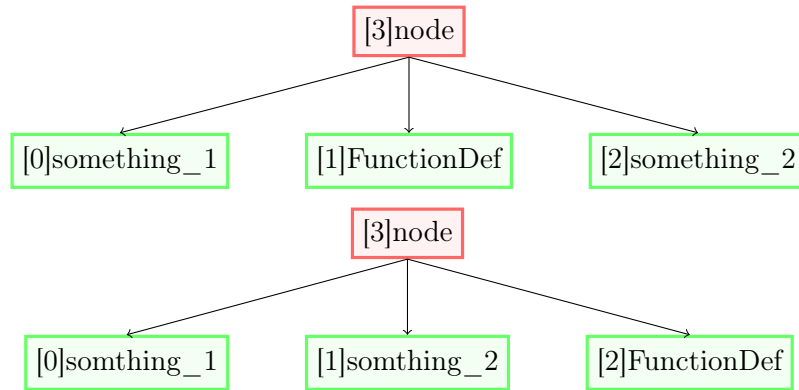 [3]node
[0]something_1 [1]FunctionDef [2]something_2
[3]node
[0]somthing_1 [1]somthing_2 [2]FunctionDef